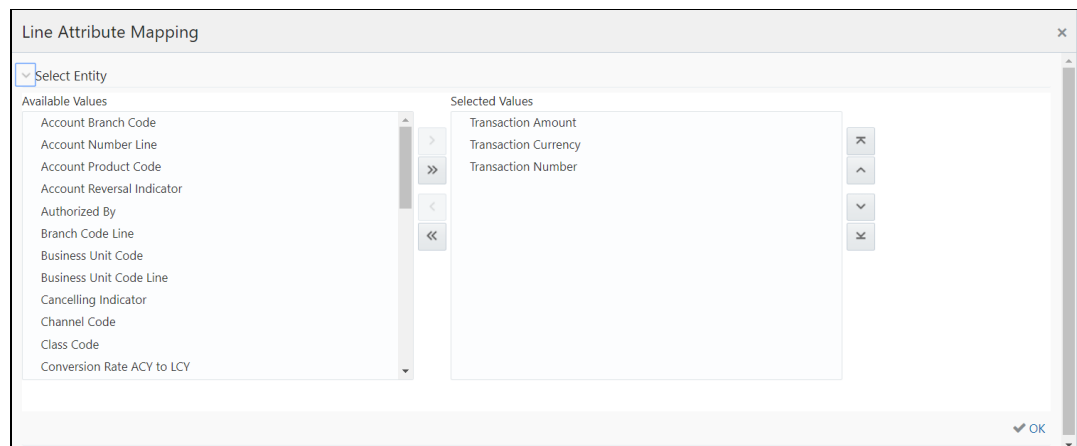 Line Attribute Mapping
Select Entity
Available Values
Account Branch Code
Account Number Line
Account Product Code
Account Reversal Indicator
Authorized By
Branch Code Line
Business Unit Code
Business Unit Code Line
Cancelling Indicator
Channel Code
Class Code
Conversion Rate ACY to LCY
Selected Values
Transaction Amount
Transaction Currency
Transaction Number
OK